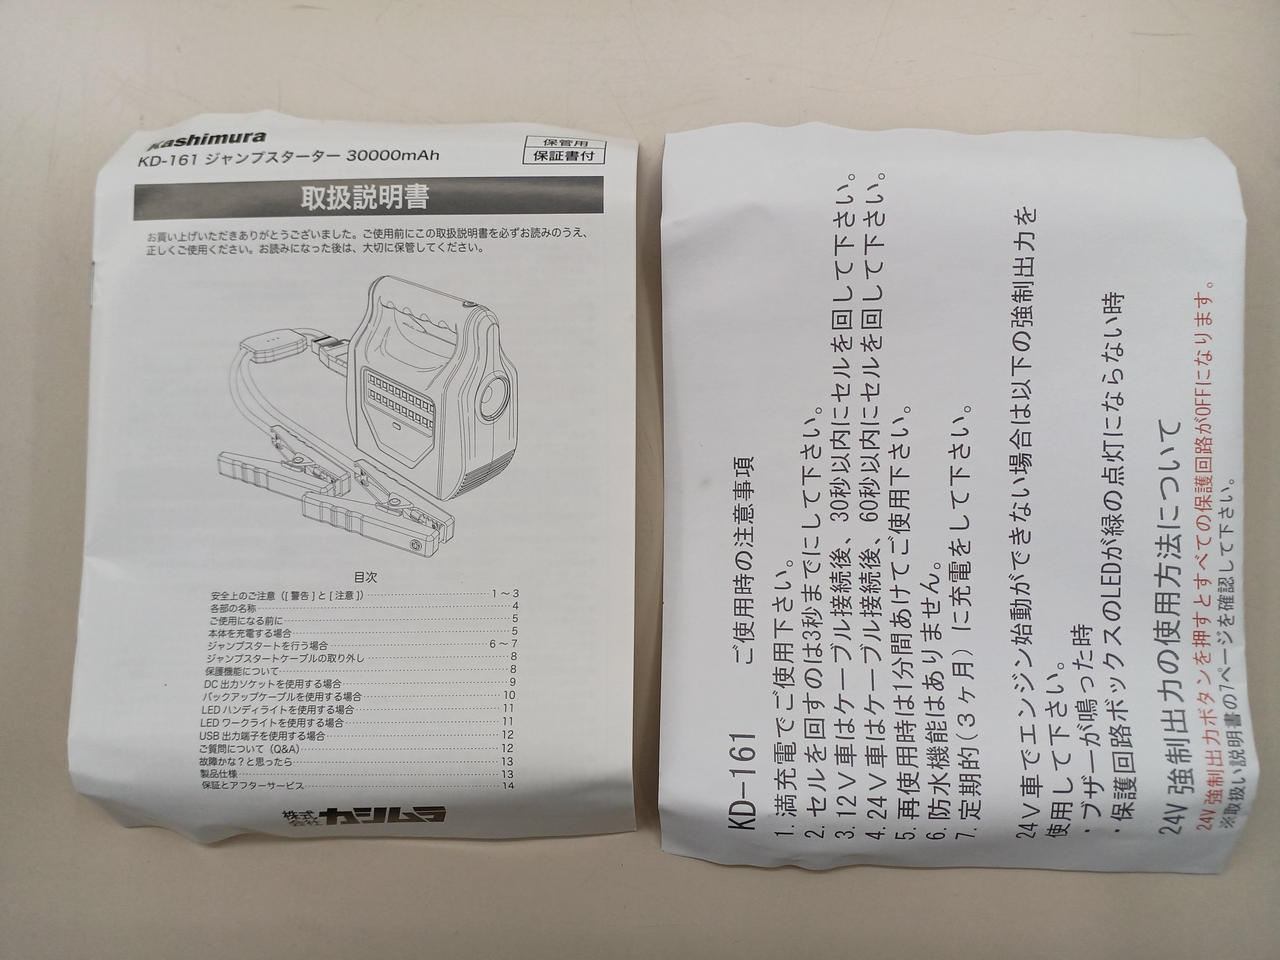 Kashimura
KD-161 ジャンプスターター 30000mAh
保管用
保証書付
取扱説明書
お買い上げいただきありがとうございました。ご使用前にこの取扱説明書を必ずお読みのうえ、
正しくご使用ください。お読みになった後は、大切に保管してください。
目次
安全上のご注意（[ 警告 ] と [ 注意 ]） 1～3
各部の名称 4
ご使用になる前に 5
本体を充電する場合 5
ジャンプスタートを行う場合 6～7
ジャンプスタートケーブルの取り外し 8
保護機能について 8
DC 出力ソケットを使用する場合 9
バックアップケーブルを使用する場合 10
LED ハンディライトを使用する場合 11
LED ワークライトを使用する場合 11
USB 出力端子を使用する場合 12
ご質問について（Q&A） 12
故障かな？と思ったら 13
製品仕様 13
保証とアフターサービス 14
株式会社 カシムラ
KD-161 ご使用時の注意事項
1. 満充電でご使用下さい。
2. セルを回すのは3秒までにして下さい。
3. 12Ｖ車はケーブル接続後、30秒以内にセルを回して下さい。
4. 24Ｖ車はケーブル接続後、60秒以内にセルを回して下さい。
5. 再使用時は1分間あけてご使用下さい。
6. 防水機能はありません。
7. 定期的（３ヶ月）に充電をして下さい。
24Ｖ車でエンジン始動ができない場合は以下の強制出力を
使用して下さい。
・ブザーが鳴った時
・保護回路ボックスのLEDが緑の点灯にならない時
24V 強制出力の使用方法について
24V 強制出力ボタンを押すとすべての保護回路がOFFになります。
※取扱い説明書の7ページを確認して下さい。